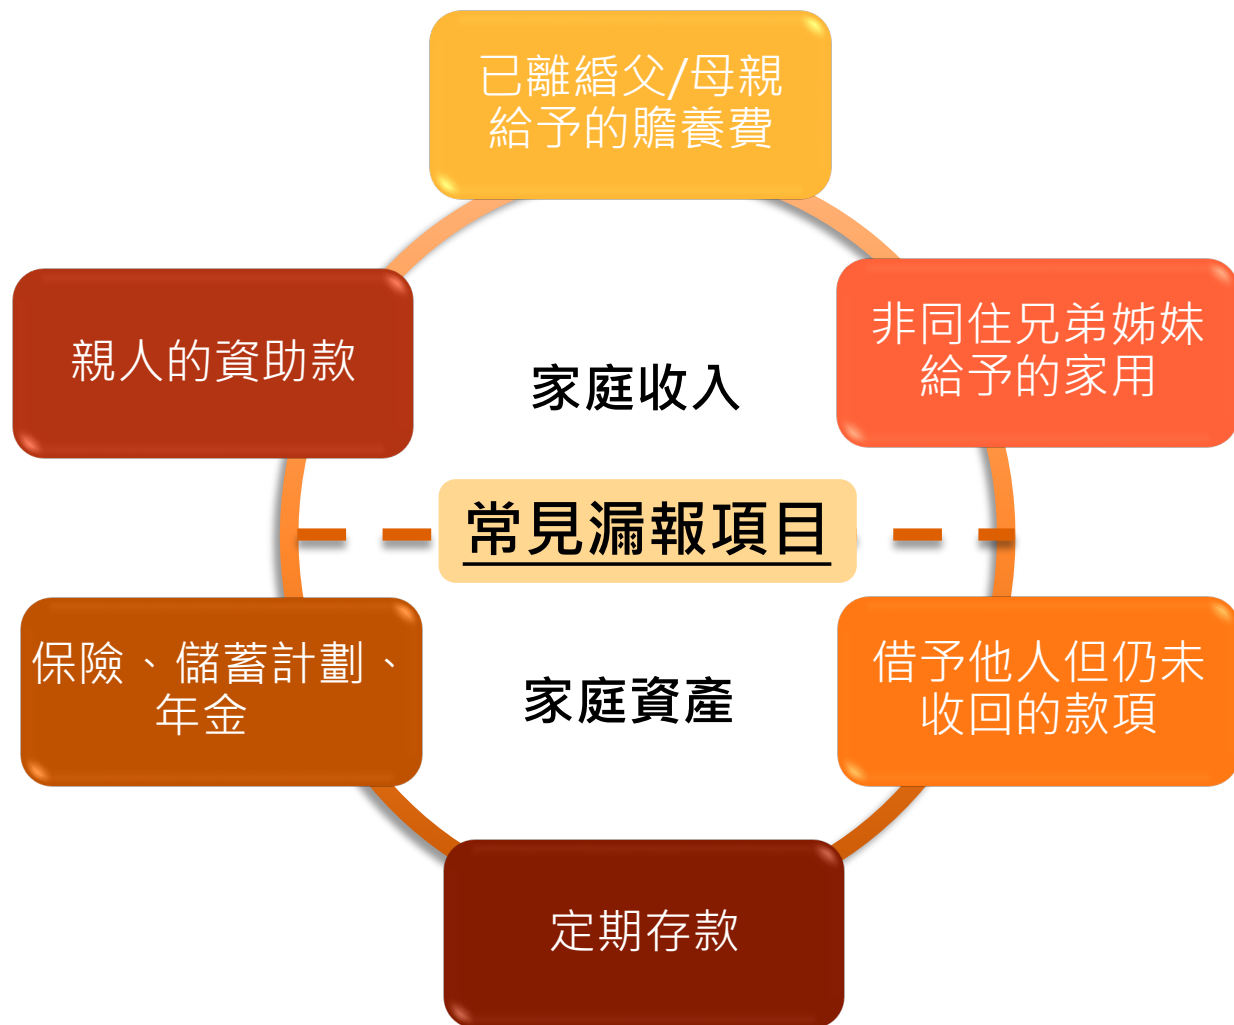 已離緍父/母親
給予的贍養費
親人的資助款
非同住兄弟姊妹
給予的家用
家庭收入
常見漏報項目
保險、儲蓄計劃、
年金
借予他人但仍未
收回的款項
家庭資產
定期存款